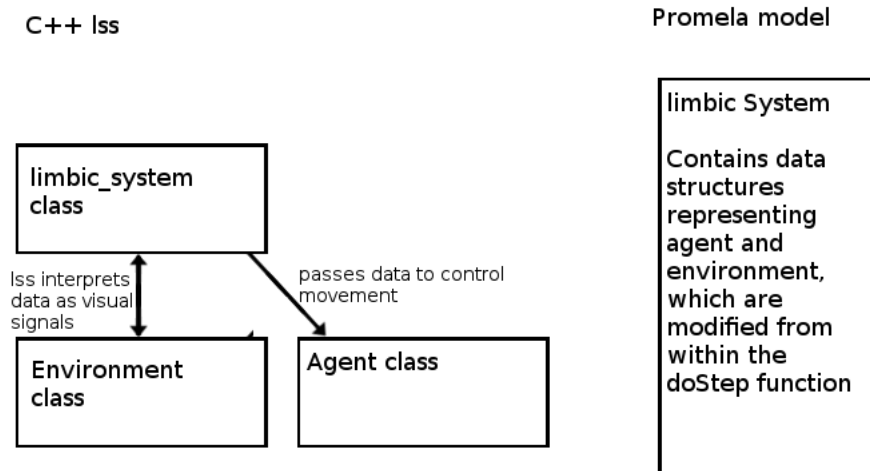 C++ lss
Promela model
limbic_system
class
lss interprets
data as visual
signals
passes data to control
movement
Environment
class
Agent class
limbic System
Contains data
structures
representing
agent and
environment,
which are
modified from
within the
doStep function